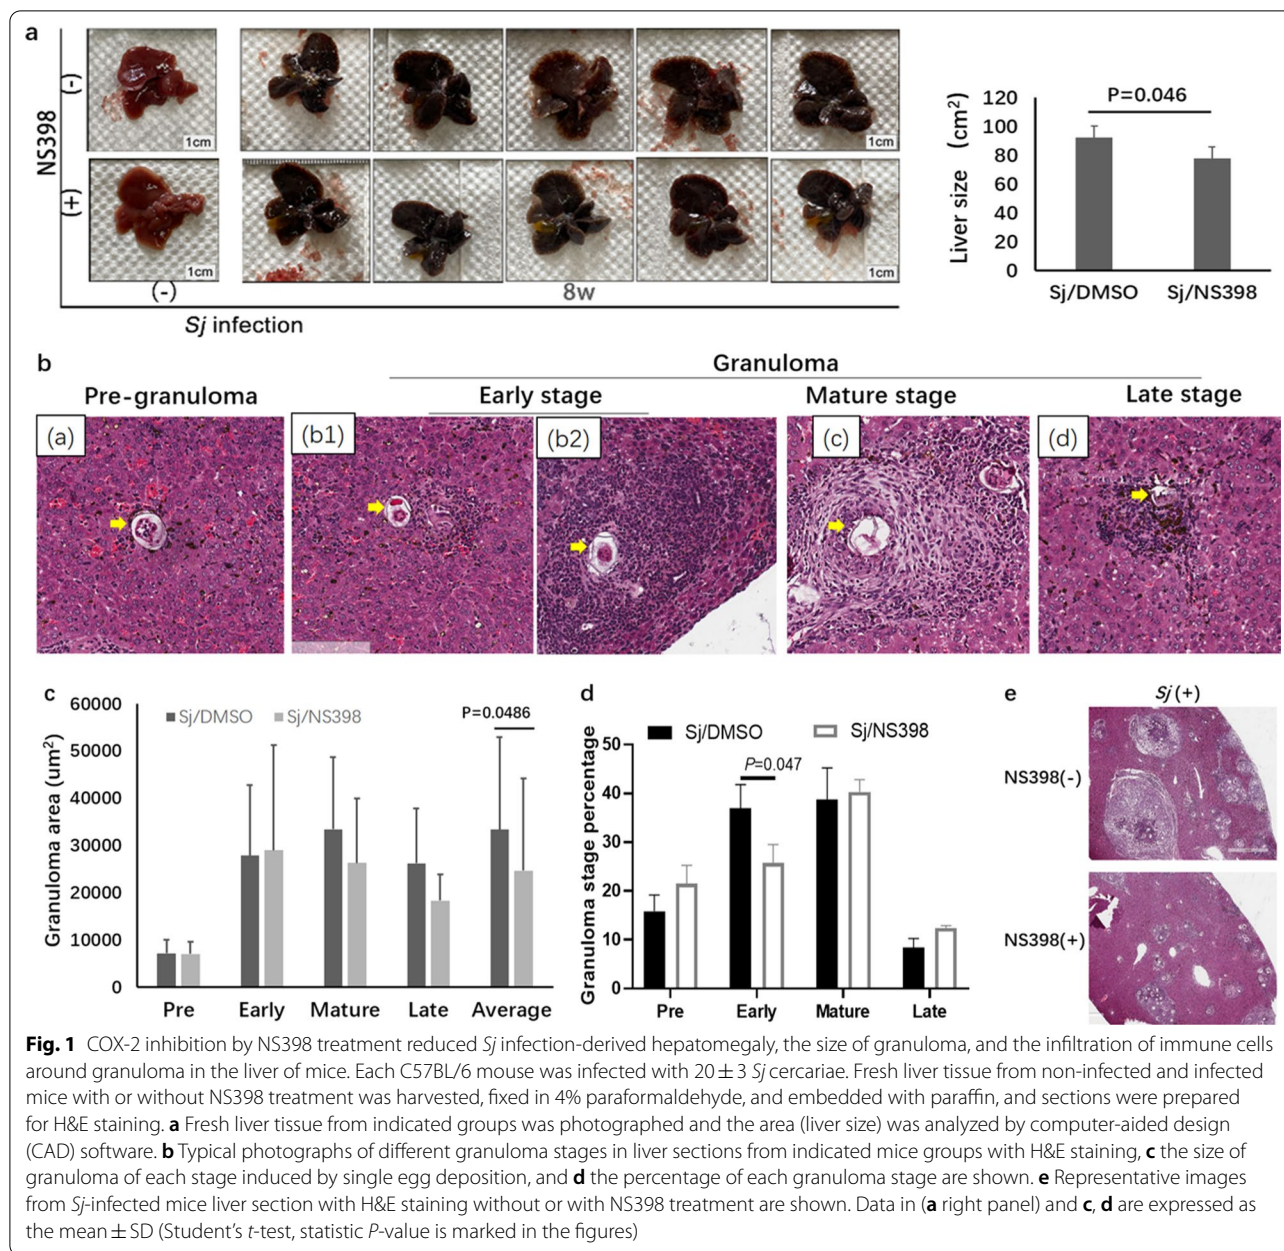 a
NS398
(-)
(+)
1cm
1cm
1cm
1cm
(-)
8w
Sj infection
P=0.046
Liver size (cm²)
120
100
80
60
40
20
0
Sj/DMSO Sj/NS398
b
Granuloma
Pre-granuloma Early stage Mature stage Late stage
(a) (b1) (b2) (c) (d)
c
Granuloma area (um²)
60000
50000
40000
30000
20000
10000
0
Sj/DMSO Sj/NS398
P=0.0486
Pre Early Mature Late Average
d
Granuloma stage percentage
Sj/DMSO Sj/NS398
50
40
30
20
10
0
P=0.047
Pre Early Mature Late
e
Sj (+)
NS398(-)
NS398(+)
Fig. 1 COX-2 inhibition by NS398 treatment reduced Sj infection-derived hepatomegaly, the size of granuloma, and the infiltration of immune cells
around granuloma in the liver of mice. Each C57BL/6 mouse was infected with 20 ± 3 Sj cercariae. Fresh liver tissue from non-infected and infected
mice with or without NS398 treatment was harvested, fixed in 4% paraformaldehyde, and embedded with paraffin, and sections were prepared
for H&E staining. a Fresh liver tissue from indicated groups was photographed and the area (liver size) was analyzed by computer-aided design
(CAD) software. b Typical photographs of different granuloma stages in liver sections from indicated mice groups with H&E staining, c the size of
granuloma of each stage induced by single egg deposition, and d the percentage of each granuloma stage are shown. e Representative images
from Sj-infected mice liver section with H&E staining without or with NS398 treatment are shown. Data in (a right panel) and c, d are expressed as
the mean ± SD (Student's t-test, statistic P-value is marked in the figures)